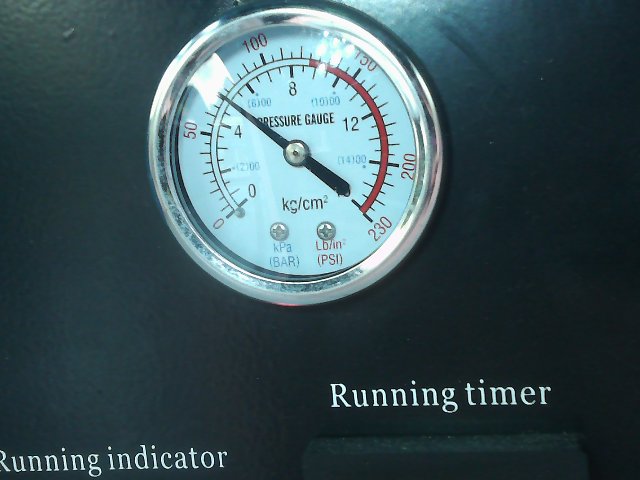 100
150
(6)00
8
(10)00
50
4
PRESSURE GAUGE
12
(2)00
(14)00
200
0
kg/cm²
0
230
kPa
(BAR)
Lb/in²
(PSI)
Running timer
Running indicator